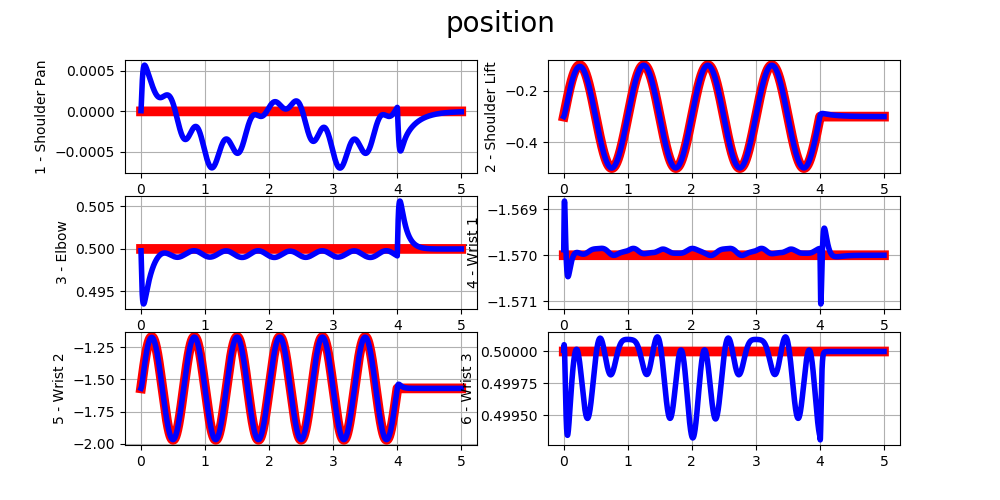 position
1 - Shoulder Pan
0.0005
0.0000
−0.0005
0 1 2 3 4 5
2 - Shoulder Lift
−0.2
−0.4
0 1 2 3 4 5
3 - Elbow
0.505
0.500
0.495
0 1 2 3 4 5
4 - Wrist 1
−1.569
−1.570
−1.571
0 1 2 3 4 5
5 - Wrist 2
−1.25
−1.50
−1.75
−2.00
0 1 2 3 4 5
6 - Wrist 3
0.50000
0.49975
0.49950
0 1 2 3 4 5